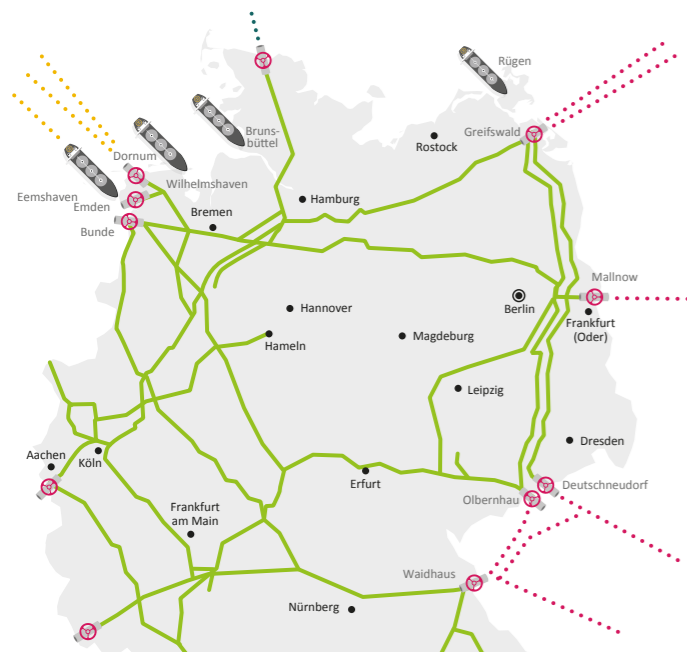 Rügen
Bruns-
büttel
Greifswald
Rostock
Dornum
Wilhelmshaven
Eemshaven
Emden
Hamburg
Bremen
Bunde
Mallnow
Berlin
Hannover
Frankfurt
(Oder)
Magdeburg
Hameln
Leipzig
Dresden
Aachen
Köln
Erfurt
Deutschneudorf
Olbernhau
Frankfurt
am Main
Waidhaus
Nürnberg